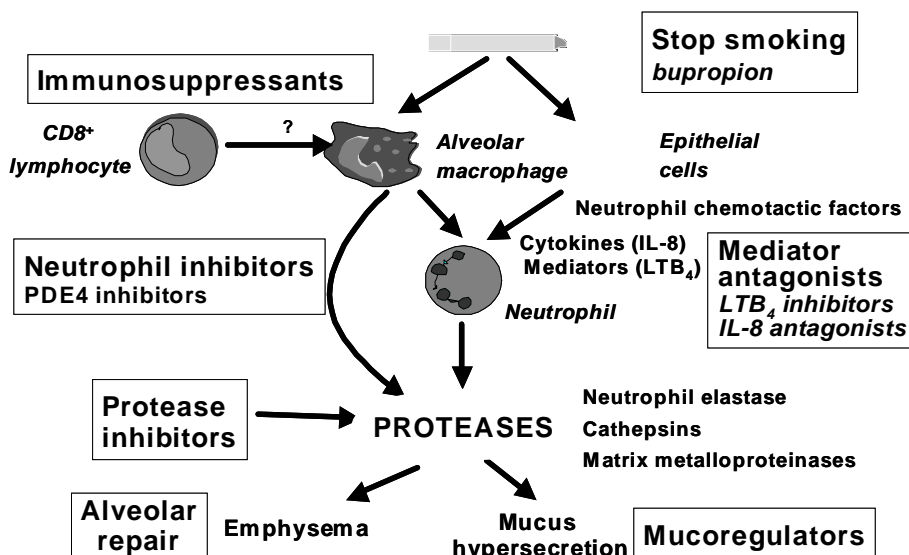 Stop smoking
bupropion
Immunosuppressants
CD8+
lymphocyte
?
Alveolar
macrophage
Epithelial
cells
Neutrophil chemotactic factors
Cytokines (IL-8)
Mediators (LTB4)
Neutrophil inhibitors
PDE4 inhibitors
Mediator
antagonists
LTB4 inhibitors
IL-8 antagonists
Neutrophil
Protease
inhibitors
PROTEASES
Neutrophil elastase
Cathepsins
Matrix metalloproteinases
Alveolar
repair
Emphysema
Mucus
hypersecretion
Mucoregulators